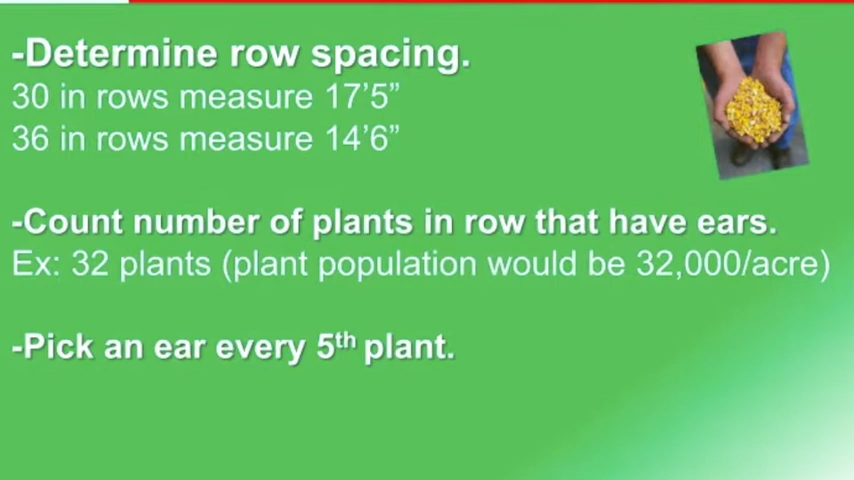 -Determine row spacing.
30 in rows measure 17’5”
36 in rows measure 14’6”
-Count number of plants in row that have ears.
Ex: 32 plants (plant population would be 32,000/acre)
-Pick an ear every 5th plant.